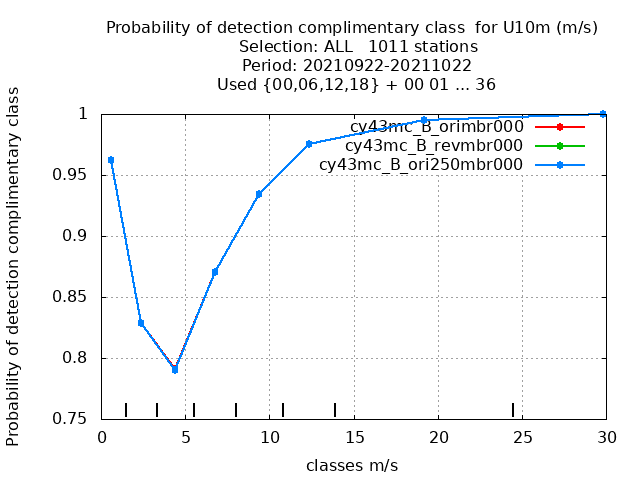 Probability of detection complimentary class  for U10m (m/s)
Selection: ALL   1011 stations
Period: 20210922-20211022
Used {00,06,12,18} + 00 01 ... 36
Probability of detection complimentary class
1
0.95
0.9
0.85
0.8
0.75
cy43mc_B_orimbr000
cy43mc_B_revmbr000
cy43mc_B_ori250mbr000
0 5 10 15 20 25 30
classes m/s